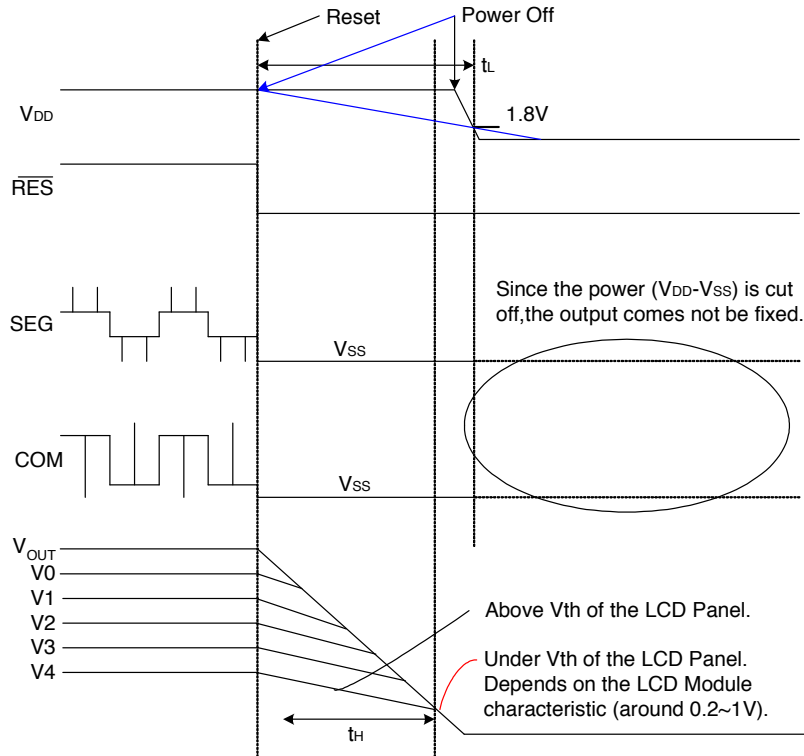 Reset
Power Off
tL
VDD
1.8V
RES
Since the power (VDD-VSS) is cut
off,the output comes not be fixed.
SEG
VSS
COM
VSS
VOUT
V0
V1
V2
V3
V4
Above Vth of the LCD Panel.
Under Vth of the LCD Panel.
Depends on the LCD Module
characteristic (around 0.2~1V).
tH